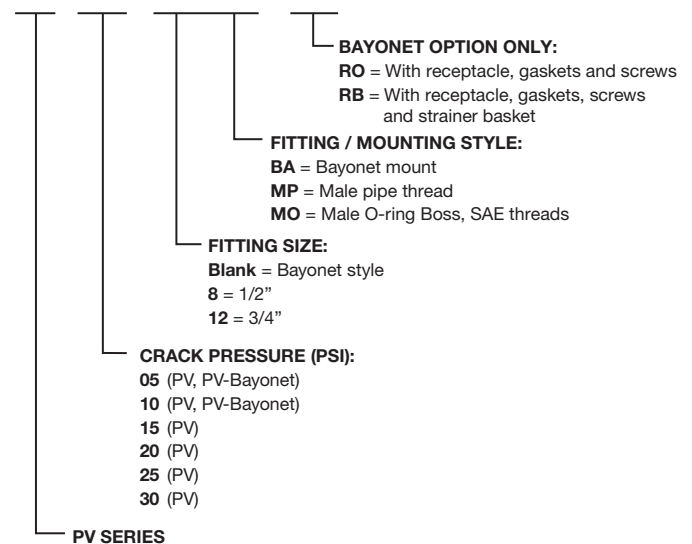 BAYONET OPTION ONLY:
RO = With receptacle, gaskets and screws
RB = With receptacle, gaskets, screws
and strainer basket
FITTING / MOUNTING STYLE:
BA = Bayonet mount
MP = Male pipe thread
MO = Male O-ring Boss, SAE threads
FITTING SIZE:
Blank = Bayonet style
8 = 1/2”
12 = 3/4”
CRACK PRESSURE (PSI):
05 (PV, PV-Bayonet)
10 (PV, PV-Bayonet)
15 (PV)
20 (PV)
25 (PV)
30 (PV)
PV SERIES